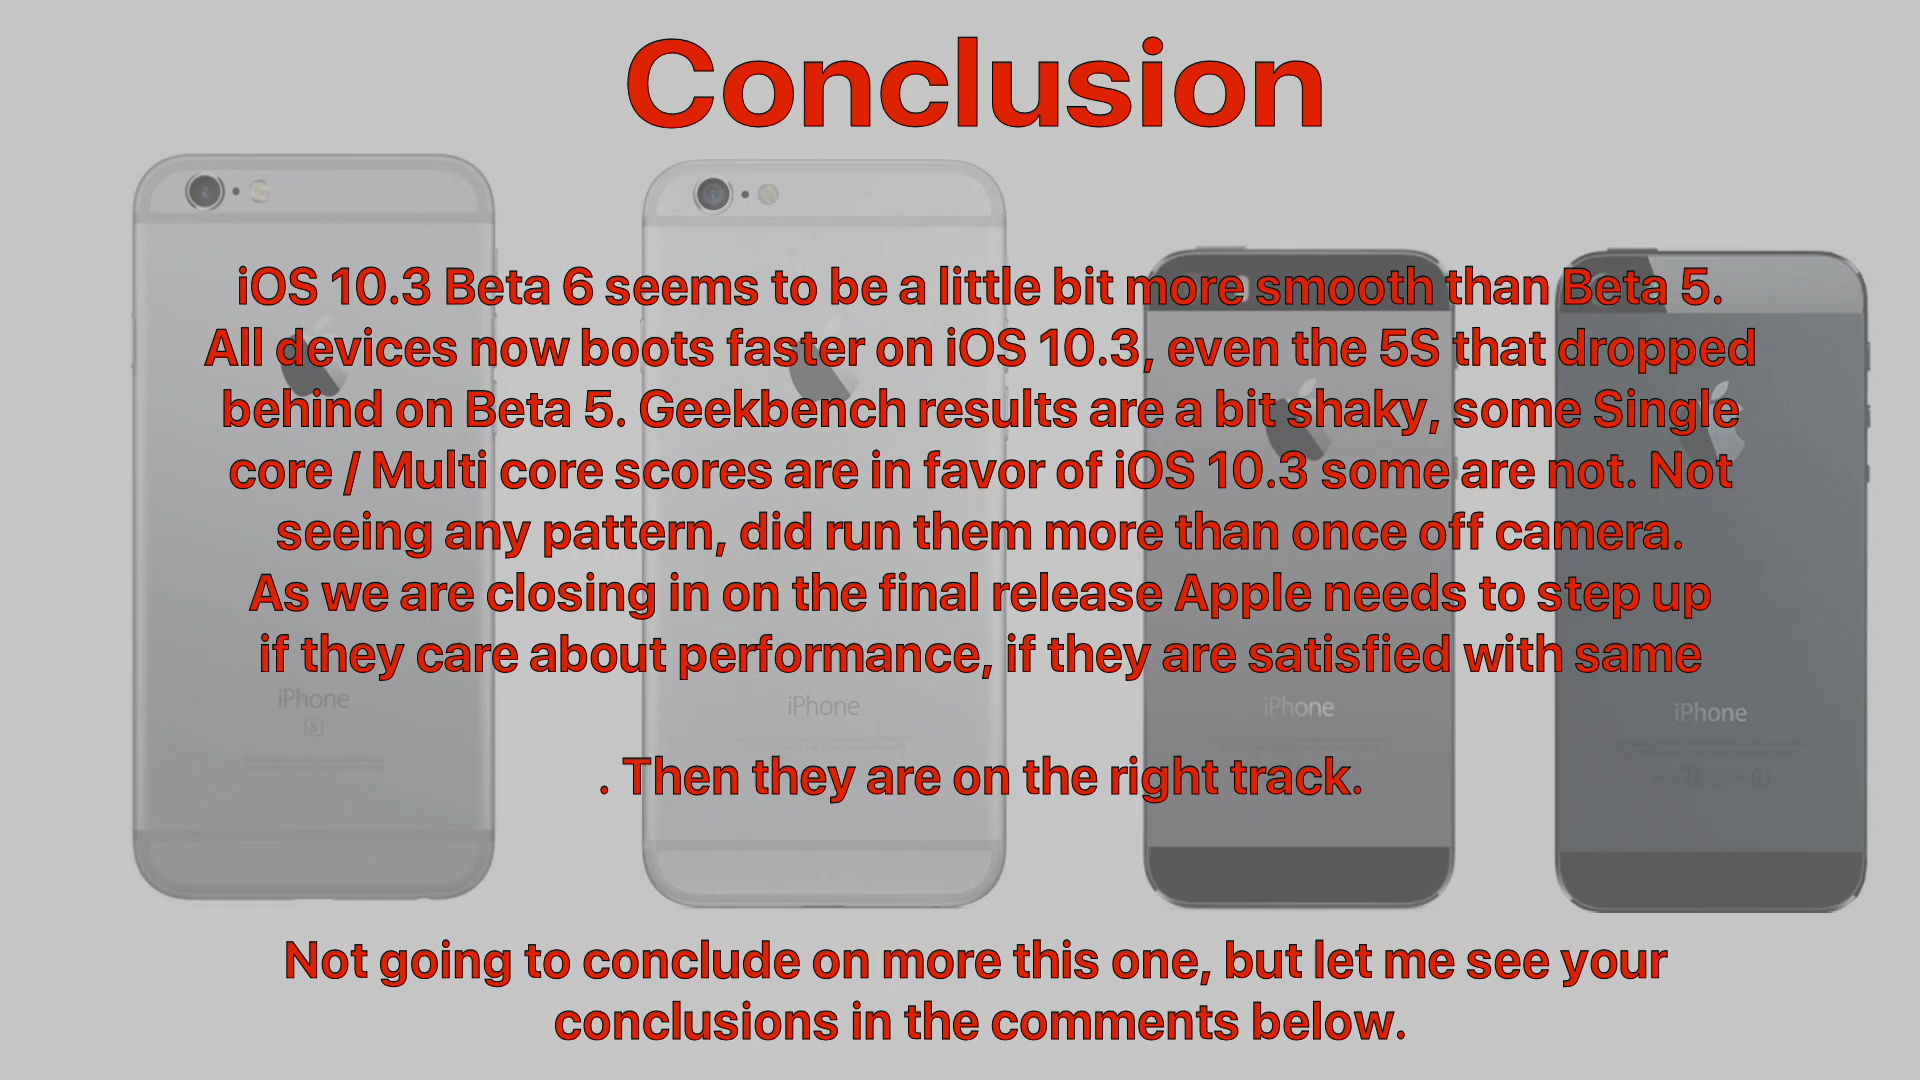 Conclusion
iOS 10.3 Beta 6 seems to be a little bit more smooth than Beta 5.
All devices now boots faster on iOS 10.3, even the 5S that dropped
behind on Beta 5. Geekbench results are a bit shaky, some Single
core / Multi core scores are in favor of iOS 10.3 some are not. Not
seeing any pattern, did run them more than once off camera.
As we are closing in on the final release Apple needs to step up
if they care about performance, if they are satisfied with same
. Then they are on the right track.
Not going to conclude on more this one, but let me see your
conclusions in the comments below.
iPhone
S
iPhone
iPhone
iPhone